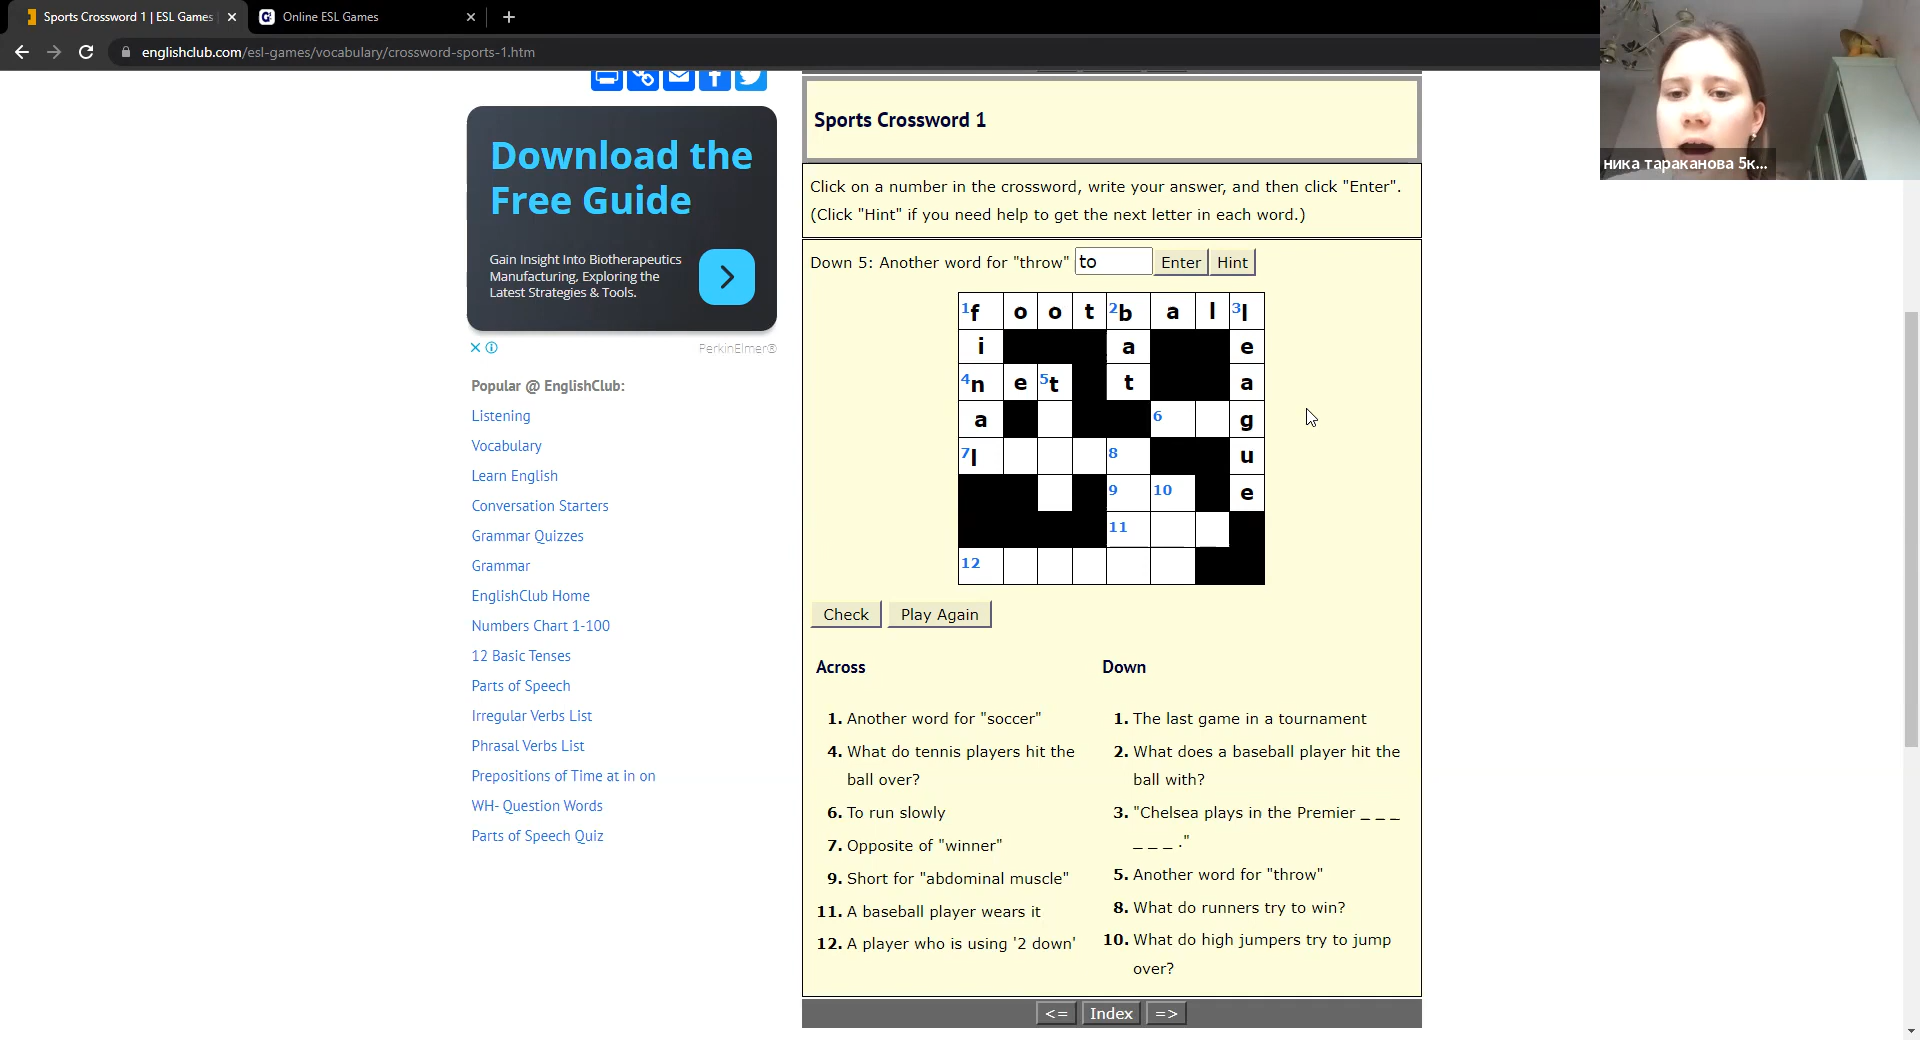 Sports Crossword 1 | ESL Games
Online ESL Games
englishclub.com/esl-games/vocabulary/crossword-sports-1.htm
ника тараканова 5к...
Download the
Free Guide
Gain Insight Into Biotherapeutics
Manufacturing, Exploring the
Latest Strategies & Tools.
PerkinElmer®
Popular @ EnglishClub:
Listening
Vocabulary
Learn English
Conversation Starters
Grammar Quizzes
Grammar
EnglishClub Home
Numbers Chart 1-100
12 Basic Tenses
Parts of Speech
Irregular Verbs List
Phrasal Verbs List
Prepositions of Time at in on
WH- Question Words
Parts of Speech Quiz
Sports Crossword 1
Click on a number in the crossword, write your answer, and then click "Enter".
(Click "Hint" if you need help to get the next letter in each word.)
Down 5: Another word for "throw" to Enter Hint
1f o o t 2b a l 3l
i a e
4n e 5t t a
a 6 g
7l 8 u
9 10 e
11
12
Check Play Again
Across
1. Another word for "soccer"
4. What do tennis players hit the
ball over?
6. To run slowly
7. Opposite of "winner"
9. Short for "abdominal muscle"
11. A baseball player wears it
12. A player who is using '2 down'
Down
1. The last game in a tournament
2. What does a baseball player hit the
ball with?
3. "Chelsea plays in the Premier _ _ _
_ _ _ ."
5. Another word for "throw"
8. What do runners try to win?
10. What do high jumpers try to jump
over?
<= Index =>